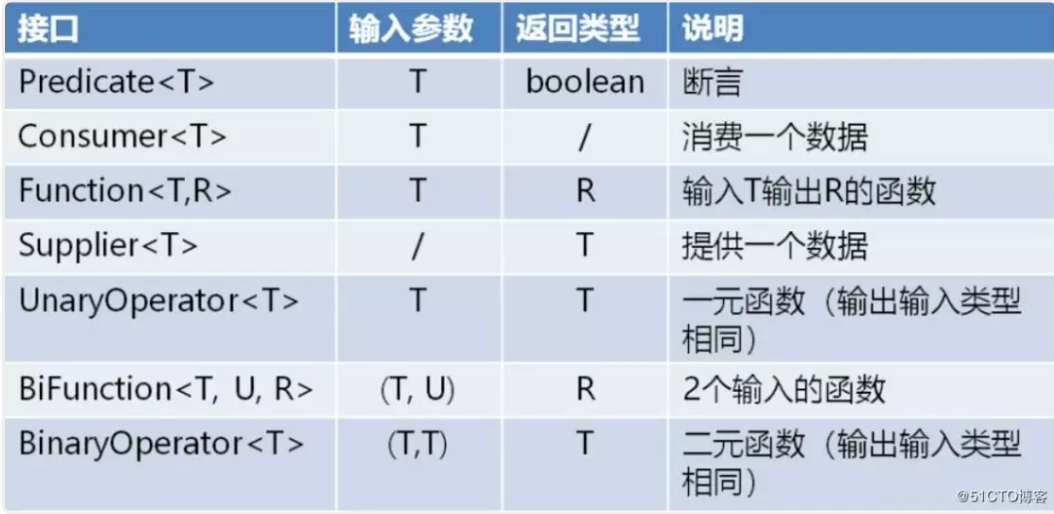 接口 输入参数 返回类型 说明
Predicate<T> T boolean 断言
Consumer<T> T / 消费一个数据
Function<T,R> T R 输入T输出R的函数
Supplier<T> / T 提供一个数据
UnaryOperator<T> T T 一元函数（输出输入类型
相同）
BiFunction<T, U, R> (T, U) R 2个输入的函数
BinaryOperator<T> (T,T) T 二元函数（输出输入类型
相同）
@51CTO博客